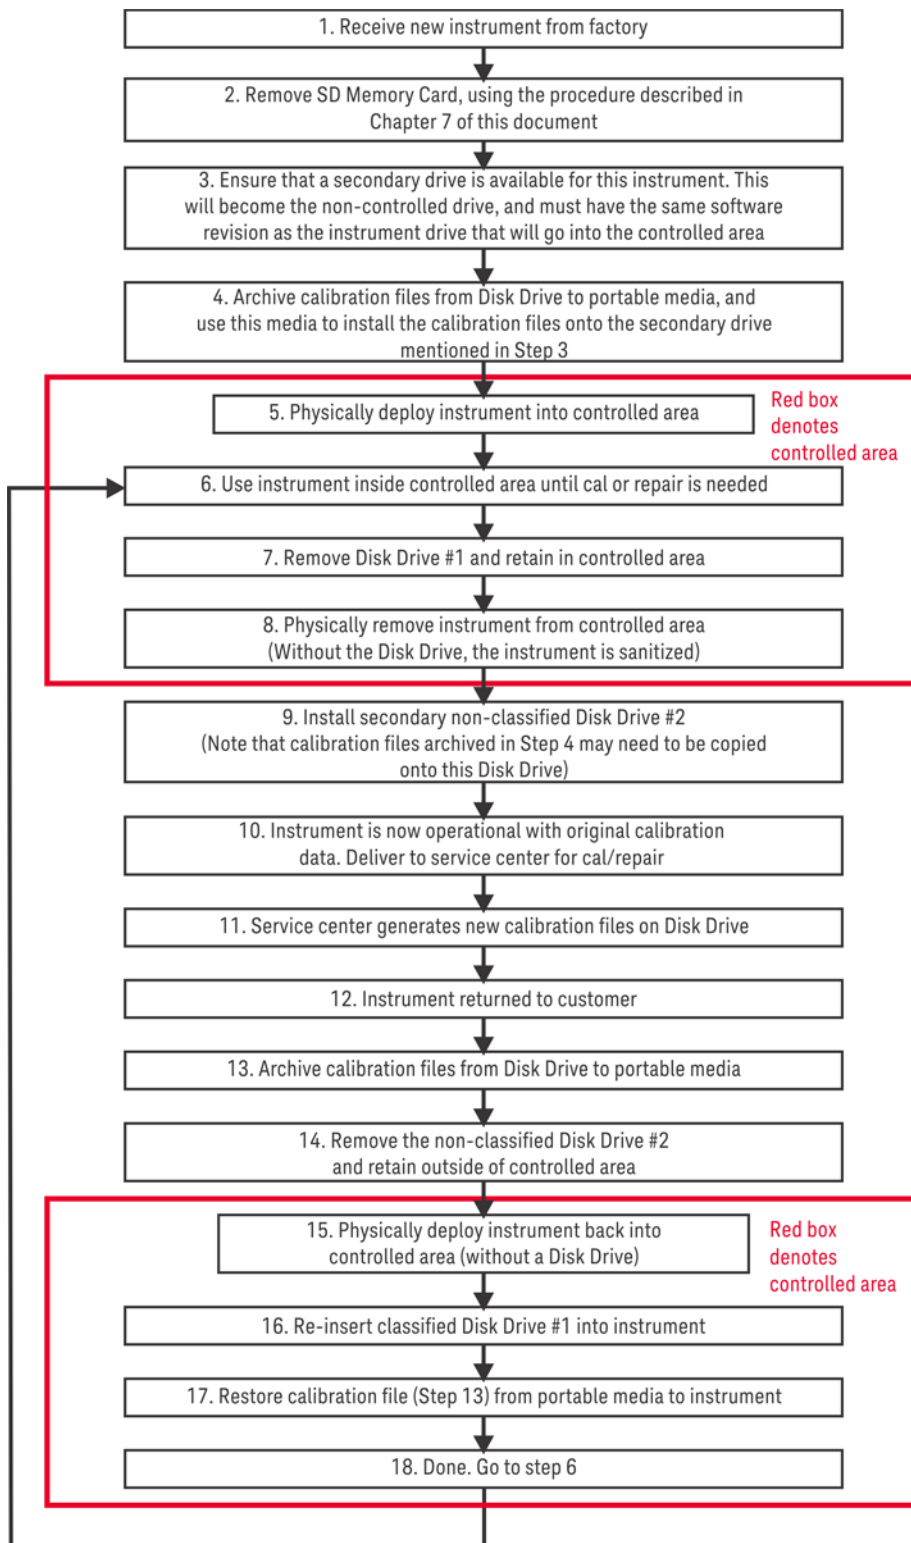 1. Receive new instrument from factory
2. Remove SD Memory Card, using the procedure described in
Chapter 7 of this document
3. Ensure that a secondary drive is available for this instrument. This
will become the non-controlled drive, and must have the same software
revision as the instrument drive that will go into the controlled area
4. Archive calibration files from Disk Drive to portable media, and
use this media to install the calibration files onto the secondary drive
mentioned in Step 3
5. Physically deploy instrument into controlled area
Red box
denotes
controlled area
6. Use instrument inside controlled area until cal or repair is needed
7. Remove Disk Drive #1 and retain in controlled area
8. Physically remove instrument from controlled area
(Without the Disk Drive, the instrument is sanitized)
9. Install secondary non-classified Disk Drive #2
(Note that calibration files archived in Step 4 may need to be copied
onto this Disk Drive)
10. Instrument is now operational with original calibration
data. Deliver to service center for cal/repair
11. Service center generates new calibration files on Disk Drive
12. Instrument returned to customer
13. Archive calibration files from Disk Drive to portable media
14. Remove the non-classified Disk Drive #2
and retain outside of controlled area
15. Physically deploy instrument back into
controlled area (without a Disk Drive)
Red box
denotes
controlled area
16. Re-insert classified Disk Drive #1 into instrument
17. Restore calibration file (Step 13) from portable media to instrument
18. Done. Go to step 6